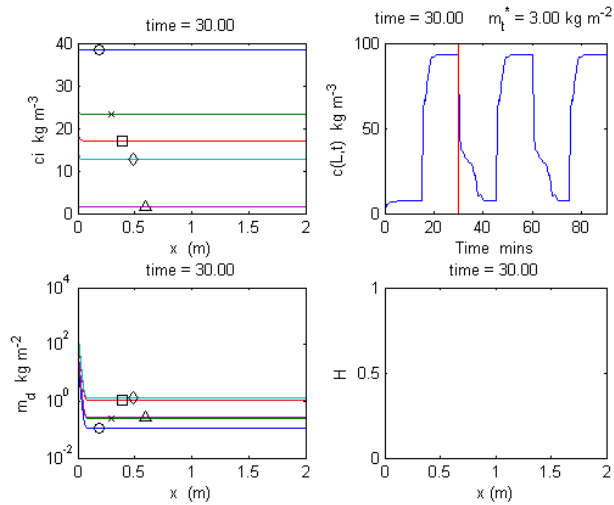 time = 30.00
40
30
20
10
0
ci kg m⁻³
0 0.5 1 1.5 2
x (m)
time = 30.00 mₜ* = 3.00 kg m⁻²
100
50
0
c(L,t) kg m⁻³
0 20 40 60 80
Time mins
time = 30.00
10⁴
10²
10⁰
10⁻²
m_d kg m⁻²
0 0.5 1 1.5 2
x (m)
time = 30.00
1
0.5
0
H
0 0.5 1 1.5 2
x (m)